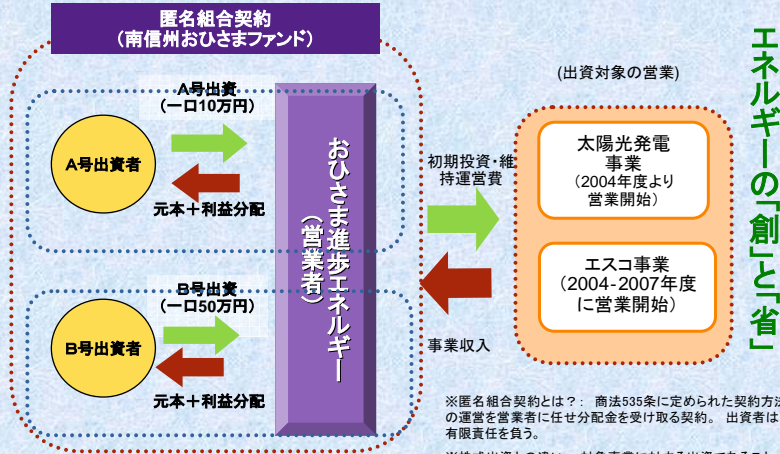 匿名組合契約
（南信州おひさまファンド）
A号出資
（一口10万円）
A号出資者
元本＋利益分配
B号出資
（一口50万円）
B号出資者
元本＋利益分配
おひさま進歩エネルギー
（営業者）
初期投資・維
持運営費
事業収入
(出資対象の営業)
太陽光発電
事業
（2004年度より
営業開始）
エスコ事業
（2004-2007年度
に営業開始）
エネルギーの「創」と「省」
※匿名組合契約とは？： 商法535条に定められた契約方法
の運営を営業者に任せ分配金を受け取る契約。 出資者は
有限責任を負う。